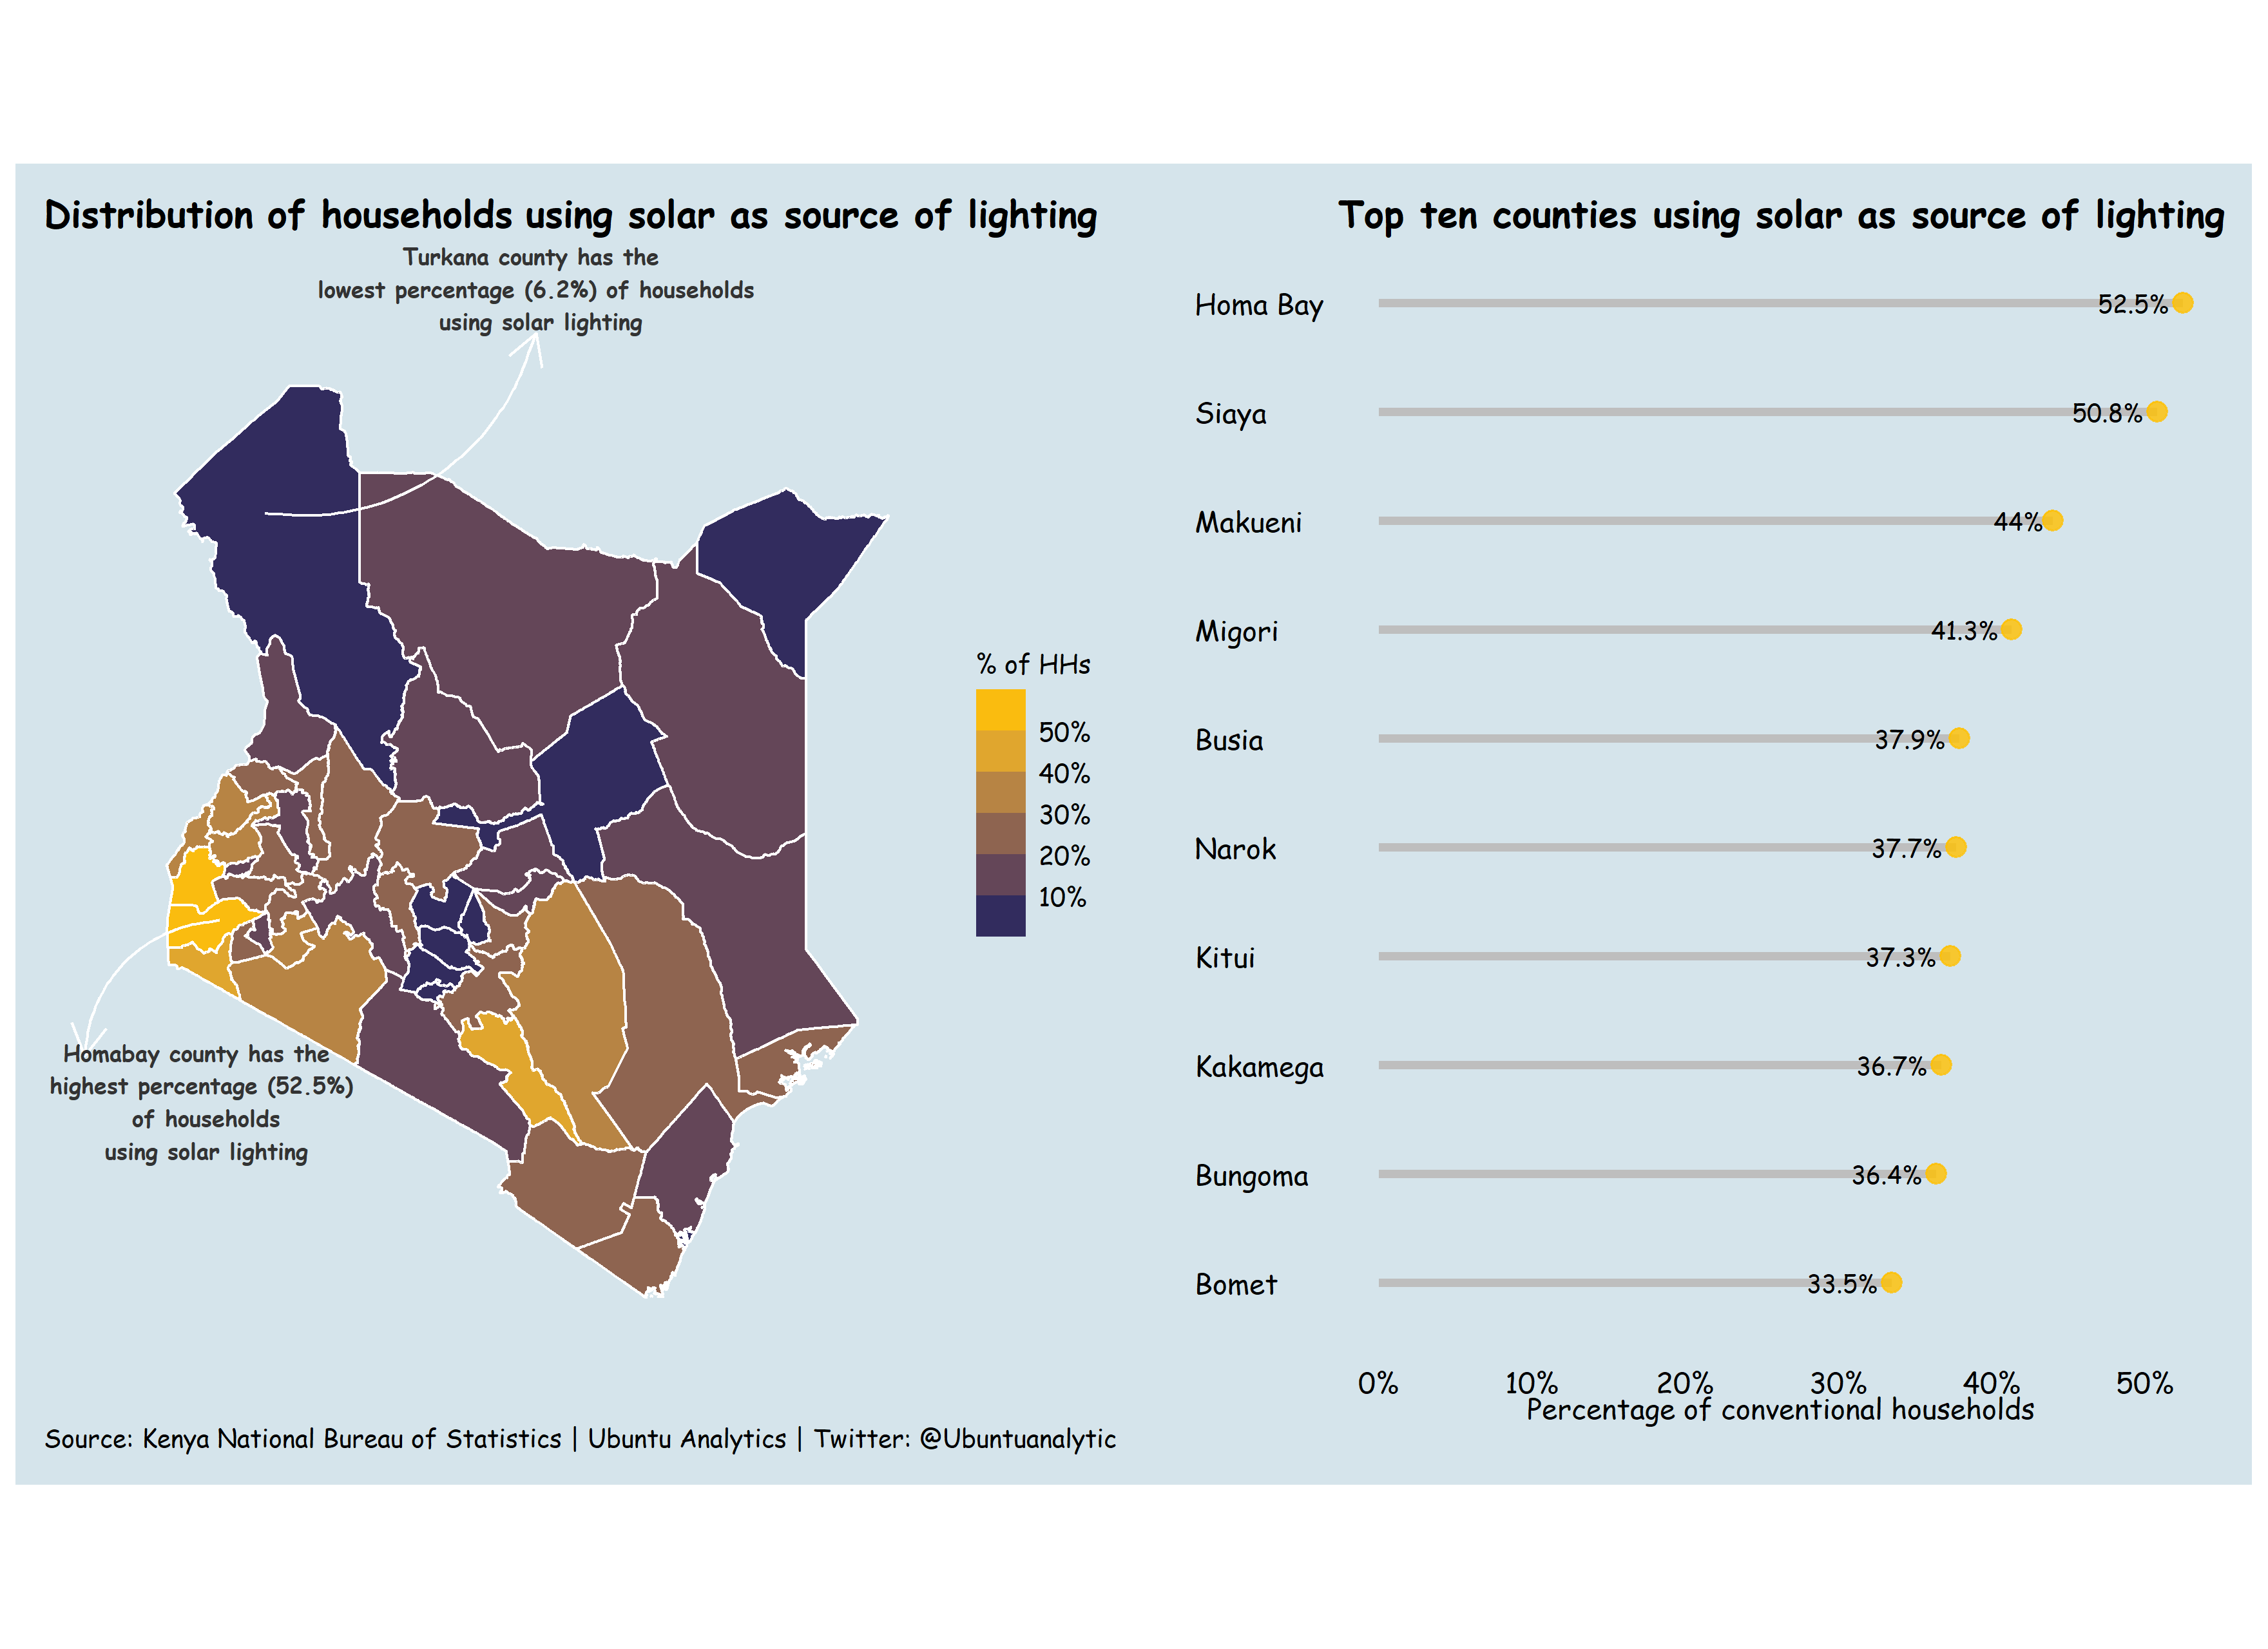 Distribution of households using solar as source of lighting
Turkana county has the
lowest percentage (6.2%) of households
using solar lighting
% of HHs
50%
40%
30%
20%
10%
Homabay county has the
highest percentage (52.5%)
of households
using solar lighting
Source: Kenya National Bureau of Statistics | Ubuntu Analytics | Twitter: @Ubuntuanalytic
Top ten counties using solar as source of lighting
Homa Bay 52.5%
Siaya 50.8%
Makueni 44%
Migori 41.3%
Busia 37.9%
Narok 37.7%
Kitui 37.3%
Kakamega 36.7%
Bungoma 36.4%
Bomet 33.5%
0% 10% 20% 30% 40% 50%
Percentage of conventional households